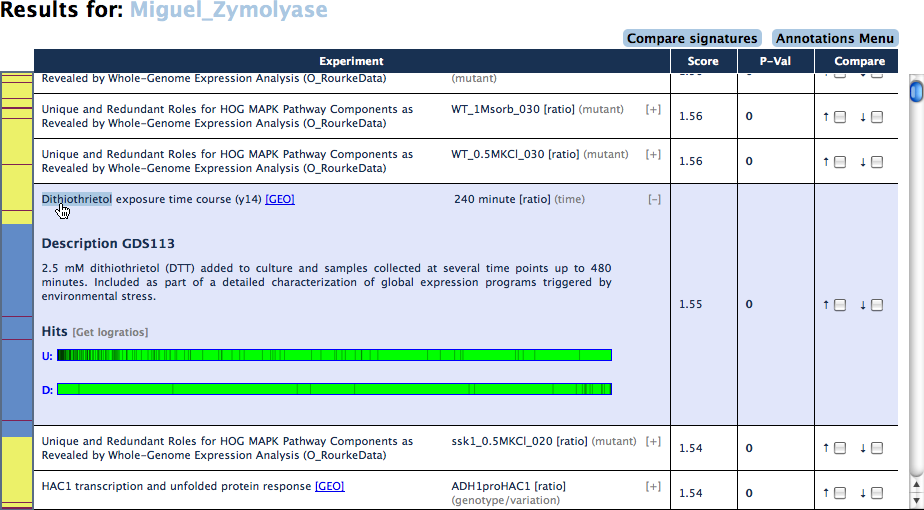 Results for: Miguel_Zymolyase
Compare signatures Annotations Menu
Experiment Score P-Val Compare
Revealed by Whole-Genome Expression Analysis (O_RourkeData) (mutant)
Unique and Redundant Roles for HOG MAPK Pathway Components as WT_1Msorb_030 [ratio] (mutant) [+]
Revealed by Whole-Genome Expression Analysis (O_RourkeData) 1.56 0 ↑ ↓
Unique and Redundant Roles for HOG MAPK Pathway Components as WT_0.5MKCl_030 [ratio] (mutant) [+]
Revealed by Whole-Genome Expression Analysis (O_RourkeData) 1.56 0 ↑ ↓
Dithiothrietol exposure time course (y14) [GEO] 240 minute [ratio] (time) [–]
Description GDS113
2.5 mM dithiothrietol (DTT) added to culture and samples collected at several time points up to 480
minutes. Included as part of a detailed characterization of global expression programs triggered by
environmental stress.
1.55 0 ↑ ↓
Hits [Get logratios]
U:
D:
Unique and Redundant Roles for HOG MAPK Pathway Components as ssk1_0.5MKCl_020 [ratio] (mutant) [+]
Revealed by Whole-Genome Expression Analysis (O_RourkeData) 1.54 0 ↑ ↓
HAC1 transcription and unfolded protein response [GEO] ADH1proHAC1 [ratio] [+]
(genotype/variation) 1.54 0 ↑ ↓